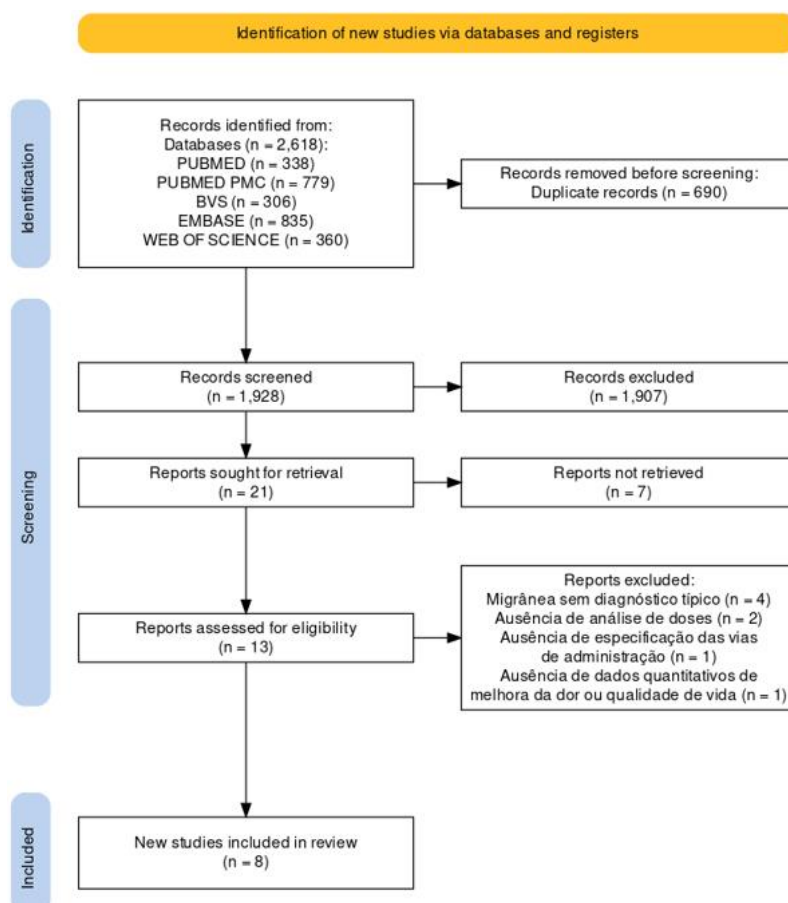 Identification of new studies via databases and registers
Identification
Records identified from:
Databases (n = 2,618):
PUBMED (n = 338)
PUBMED PMC (n = 779)
BVS (n = 306)
EMBASE (n = 835)
WEB OF SCIENCE (n = 360)
Records removed before screening:
Duplicate records (n = 690)
Screening
Records screened
(n = 1,928)
Records excluded
(n = 1,907)
Reports sought for retrieval
(n = 21)
Reports not retrieved
(n = 7)
Reports assessed for eligibility
(n = 13)
Reports excluded:
Migrânea sem diagnóstico típico (n = 4)
Ausência de análise de doses (n = 2)
Ausência de especificação das vias
de administração (n = 1)
Ausência de dados quantitativos de
melhora da dor ou qualidade de vida (n = 1)
Included
New studies included in review
(n = 8)